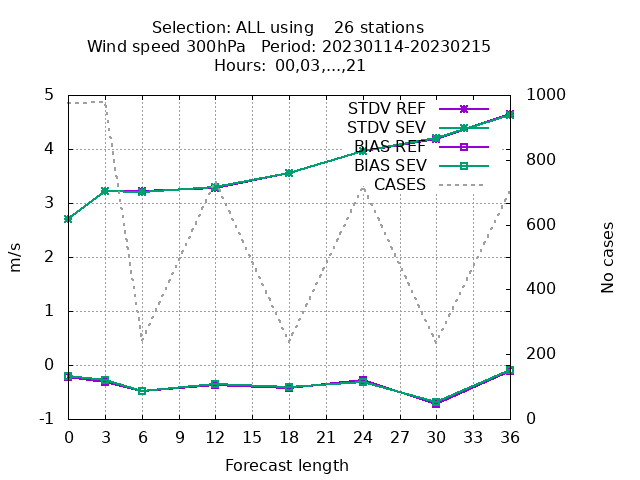 Selection: ALL using 26 stations
Wind speed 300hPa Period: 20230114-20230215
Hours: 00,03,...,21
5
4
3
2
1
0
-1
m/s
1000
800
600
400
200
0
No cases
STDV REF
STDV SEV
BIAS REF
BIAS SEV
CASES
0 3 6 9 12 15 18 21 24 27 30 33 36
Forecast length